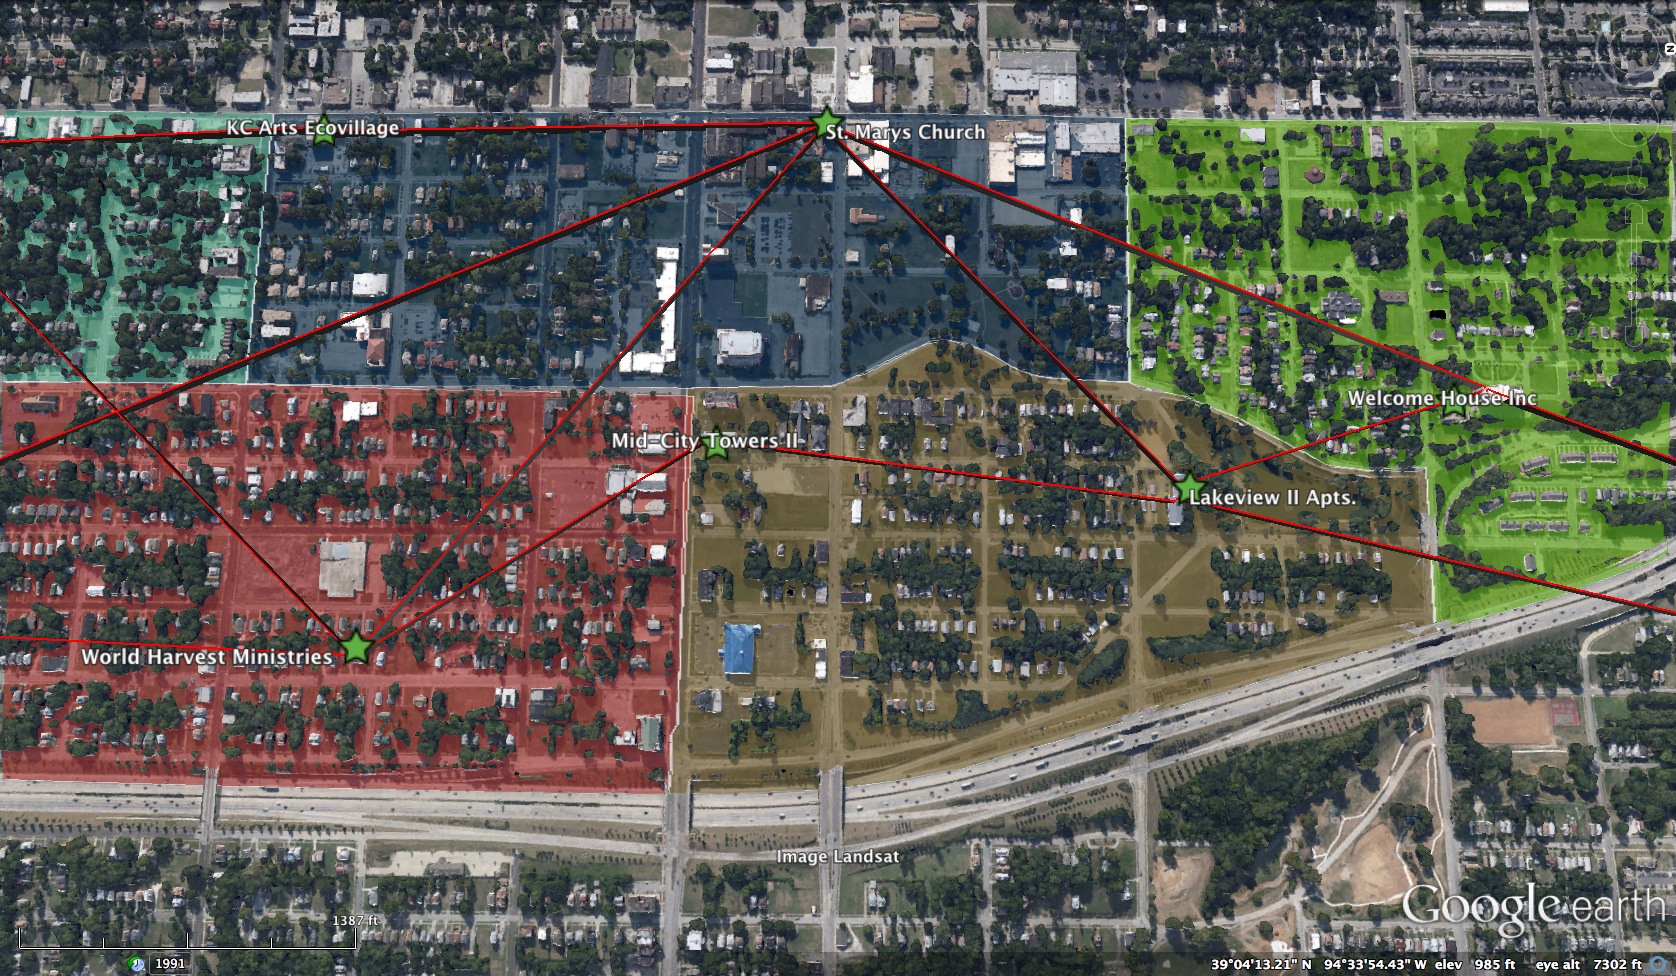 KC Arts Ecovillage
St. Marys Church
Welcome House Inc
Mid-City Towers II
Lakeview II Apts.
World Harvest Ministries
Image Landsat
Google earth
1387 ft
1991
39°04'13.21" N 94°33'54.43" W elev 985 ft eye alt 7302 ft
N